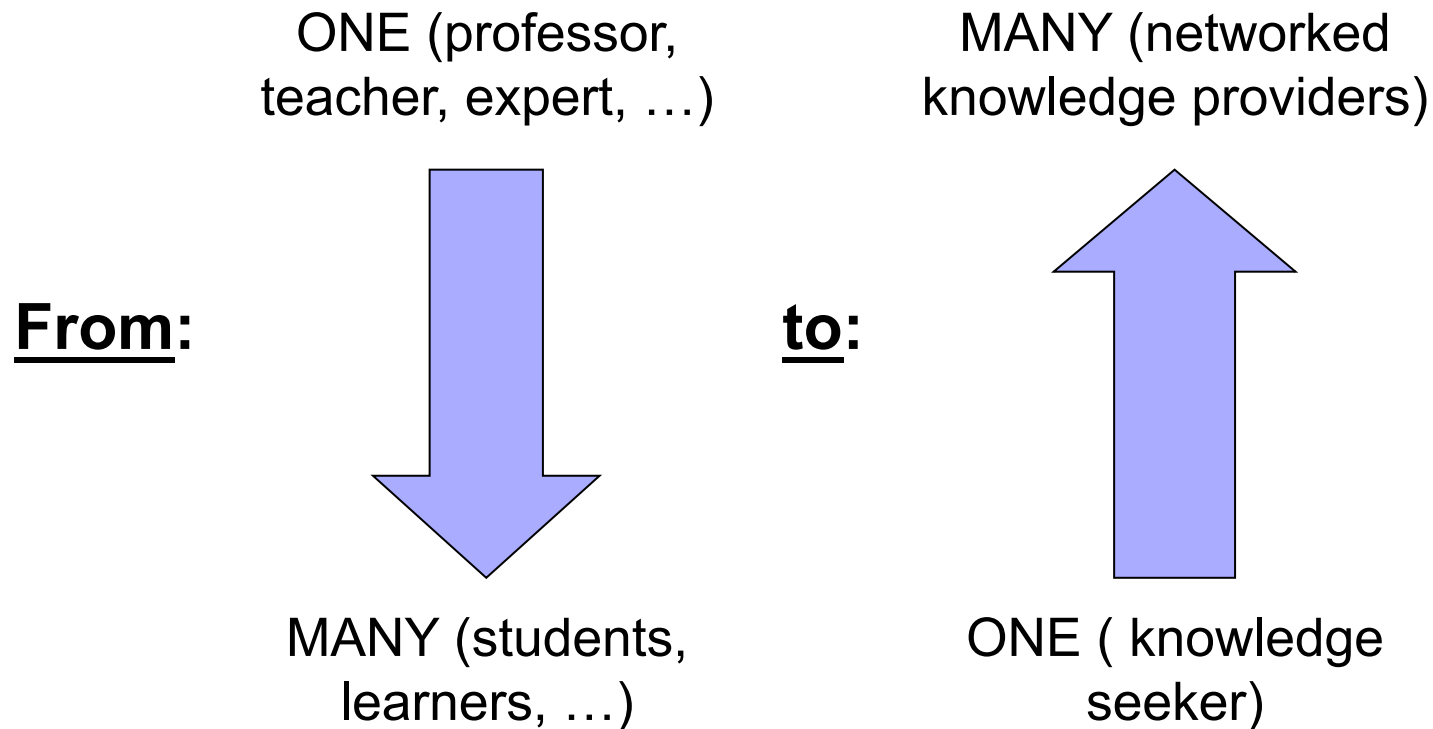 From:
ONE (professor,
teacher, expert, …)
MANY (students,
learners, …)
to:
MANY (networked
knowledge providers)
ONE ( knowledge
seeker)